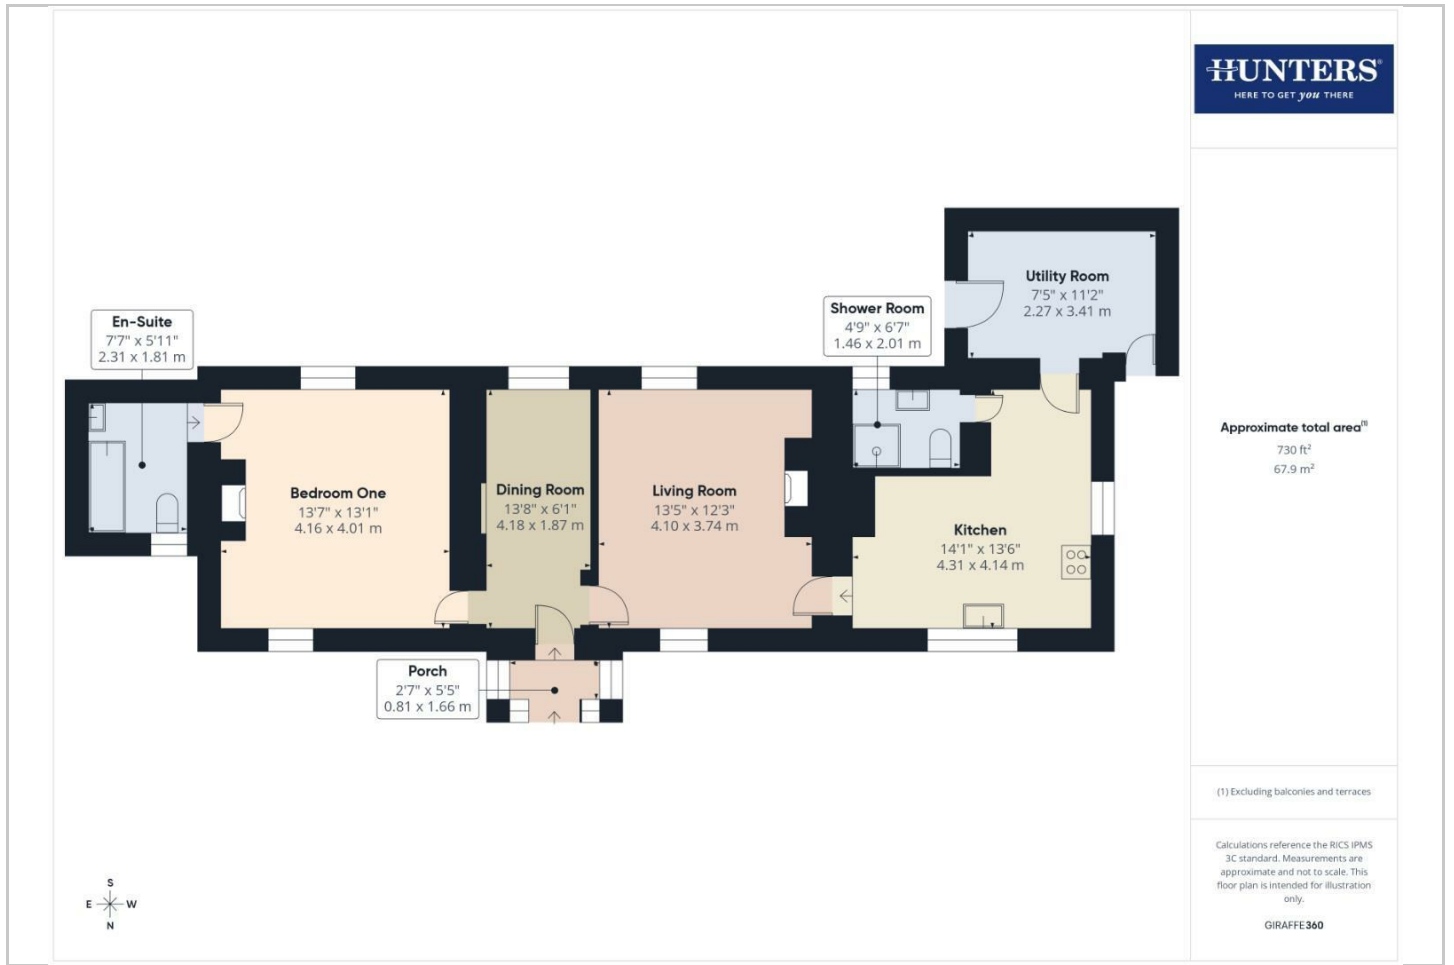 HUNTERS®
HERE TO GET you THERE
Utility Room
7'5" x 11'2"
2.27 x 3.41 m
Shower Room
4'9" x 6'7"
1.46 x 2.01 m
En-Suite
7'7" x 5'11"
2.31 x 1.81 m
Bedroom One
13'7" x 13'1"
4.16 x 4.01 m
Dining Room
13'8" x 6'1"
4.18 x 1.87 m
Living Room
13'5" x 12'3"
4.10 x 3.74 m
Kitchen
14'1" x 13'6"
4.31 x 4.14 m
Porch
2'7" x 5'5"
0.81 x 1.66 m
S
E W
N
Approximate total area(1)
730 ft²
67.9 m²
(1) Excluding balconies and terraces
Calculations reference the RICS IPMS
3C standard. Measurements are
approximate and not to scale. This
floor plan is intended for illustration
only.
GIRAFFE360